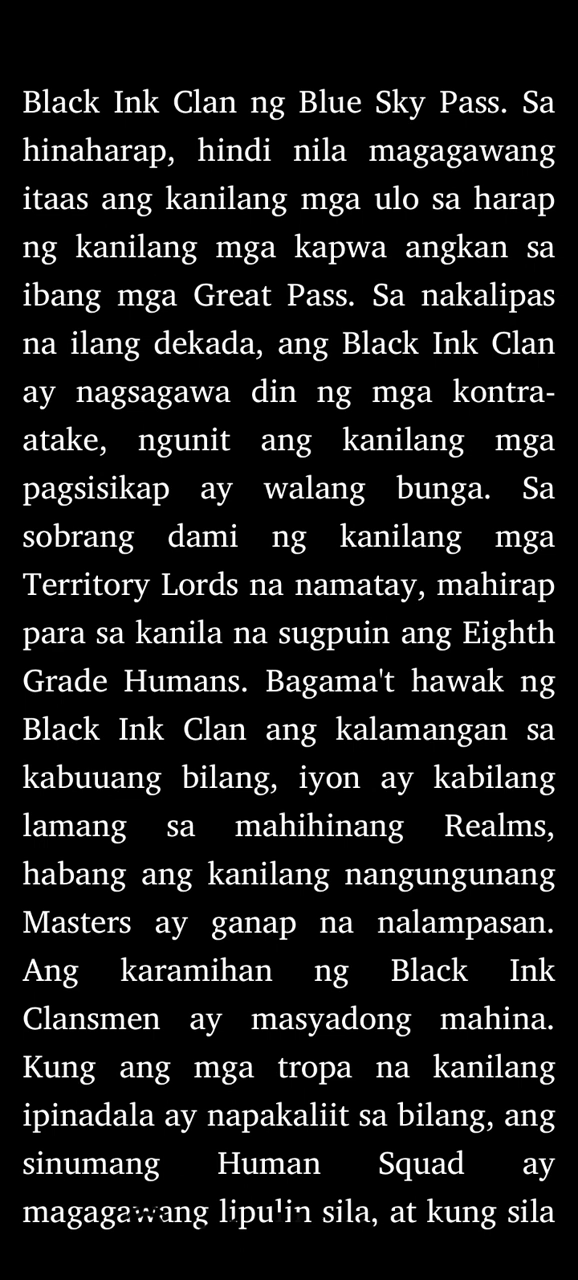 Black Ink Clan ng Blue Sky Pass. Sa
hinaharap, hindi nila magagawang
itaas ang kanilang mga ulo sa harap
ng kanilang mga kapwa angkan sa
ibang mga Great Pass. Sa nakalipas
na ilang dekada, ang Black Ink Clan
ay nagsagawa din ng mga kontra-
atake, ngunit ang kanilang mga
pagsisikap ay walang bunga. Sa
sobrang dami ng kanilang mga
Territory Lords na namatay, mahirap
para sa kanila na sugpuin ang Eighth
Grade Humans. Bagama't hawak ng
Black Ink Clan ang kalamangan sa
kabuuang bilang, iyon ay kabilang
lamang sa mahihinang Realms,
habang ang kanilang nangungunang
Masters ay ganap na nalampasan.
Ang karamihan ng Black Ink
Clansmen ay masyadong mahina.
Kung ang mga tropa na kanilang
ipinadala ay napakaliit sa bilang, ang
sinumang Human Squad ay
magagawang lipulin sila, at kung sila